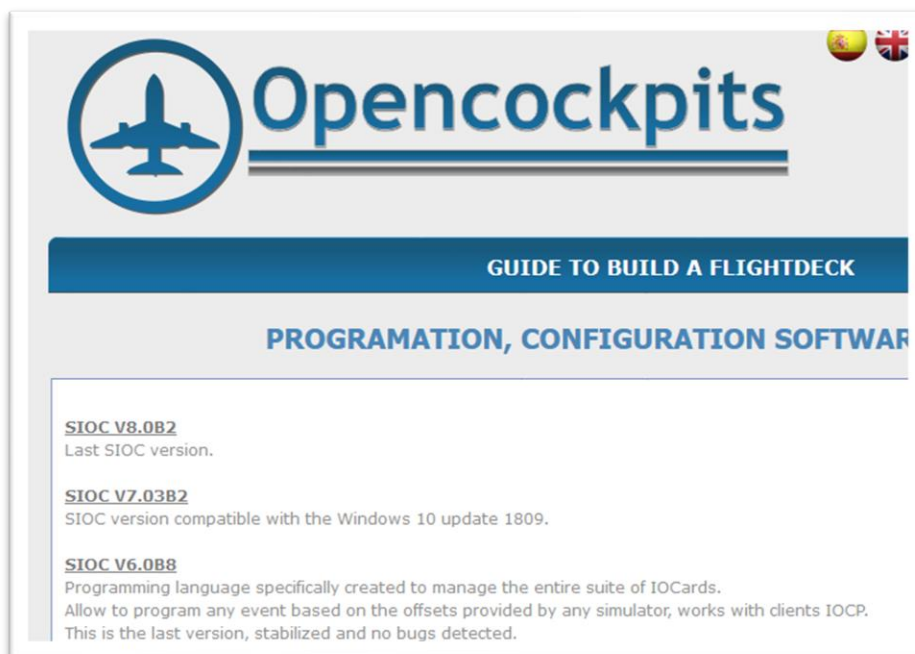 Opencockpits
GUIDE TO BUILD A FLIGHTDECK
PROGRAMATION, CONFIGURATION SOFTWAR
SIOC V8.0B2
Last SIOC version.
SIOC V7.03B2
SIOC version compatible with the Windows 10 update 1809.
SIOC V6.0B8
Programming language specifically created to manage the entire suite of IOCards.
Allow to program any event based on the offsets provided by any simulator, works with clients IOCP.
This is the last version, stabilized and no bugs detected.